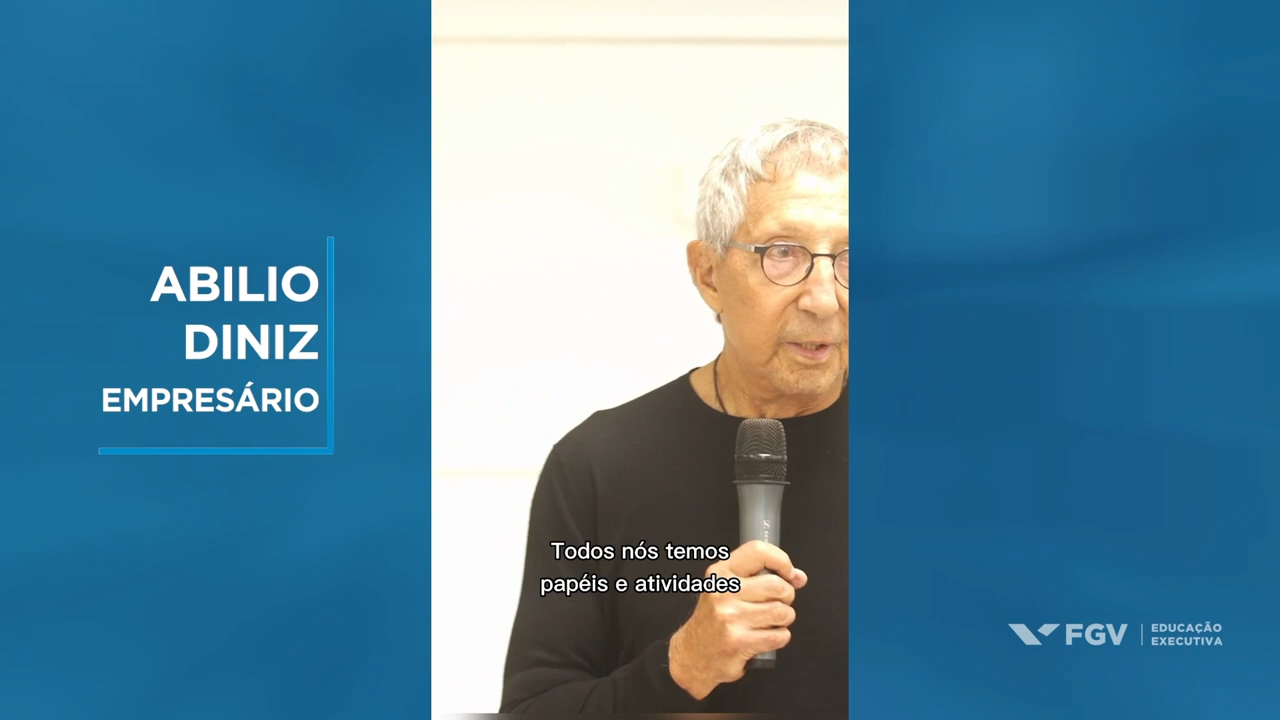 ABILIO
DINIZ
EMPRESÁRIO
Todos nós temos
papéis e atividades
FGV
EDUCAÇÃO
EXECUTIVA